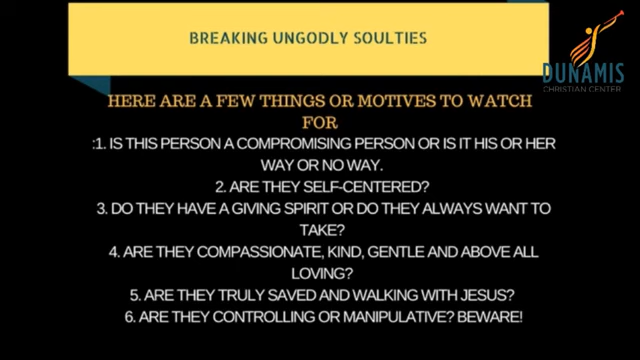 BREAKING UNGODLY SOULTIES
DUNAMIS
CHRISTIAN CENTER
HERE ARE A FEW THINGS OR MOTIVES TO WATCH
FOR
:1. IS THIS PERSON A COMPROMISING PERSON OR IS IT HIS OR HER
WAY OR NO WAY.
2. ARE THEY SELF-CENTERED?
3. DO THEY HAVE A GIVING SPIRIT OR DO THEY ALWAYS WANT TO
TAKE?
4. ARE THEY COMPASSIONATE, KIND, GENTLE AND ABOVE ALL
LOVING?
5. ARE THEY TRULY SAVED AND WALKING WITH JESUS?
6. ARE THEY CONTROLLING OR MANIPULATIVE? BEWARE!